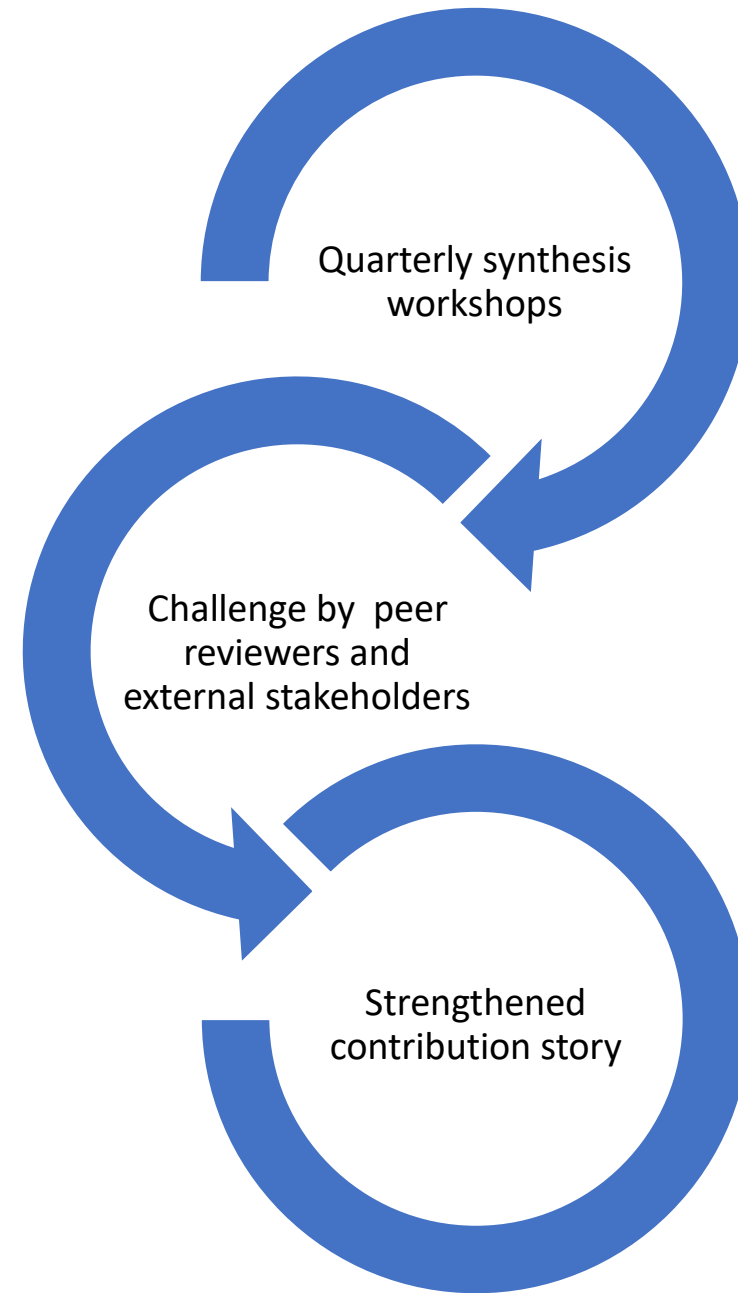 Quarterly synthesis
workshops
Challenge by  peer
reviewers and
external stakeholders
Strengthened
contribution story